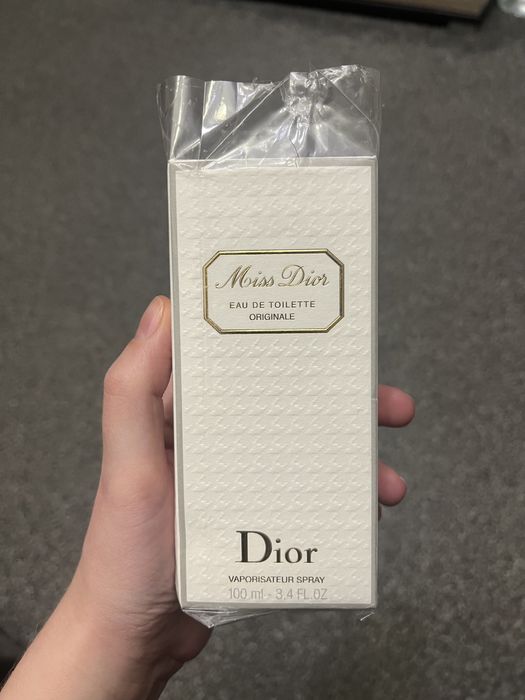 Miss Dior
EAU DE TOILETTE
ORIGINALE
Dior
VAPORISATEUR SPRAY
100 ml - 3,4 FL.OZ